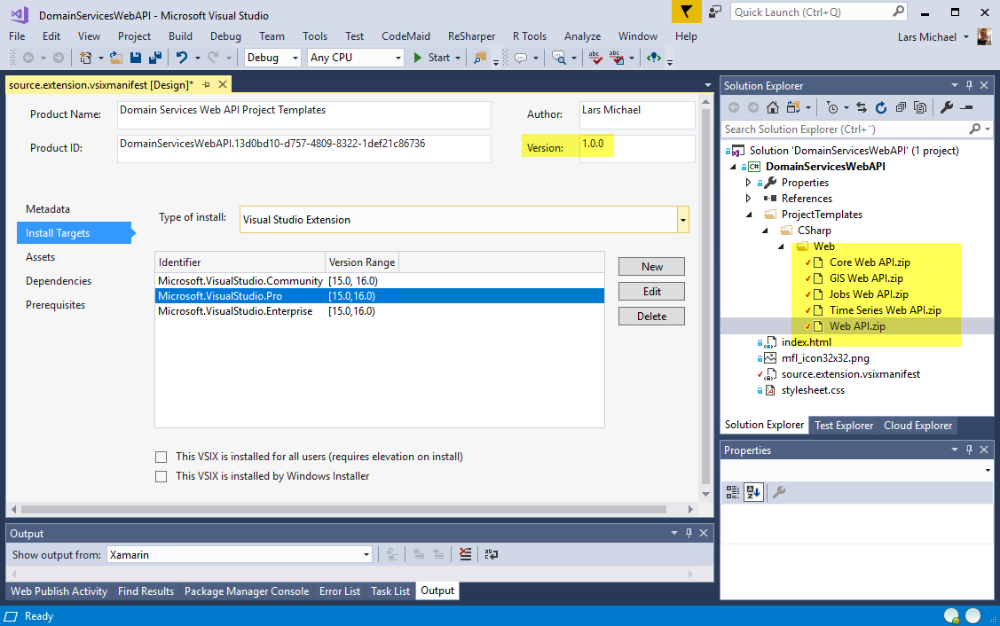 DomainServicesWebAPI - Microsoft Visual Studio
Quick Launch (Ctrl+Q)
File Edit View Project Build Debug Team Tools Test CodeMaid ReSharper R Tools Analyze Window Help
Lars Michael
Debug Any CPU Start
source.extension.vsixmanifest [Design]*
Product Name: Domain Services Web API Project Templates
Author: Lars Michael
Product ID: DomainServicesWebAPI.13d0bd10-d757-4809-8322-1def21c86736
Version: 1.0.0
Metadata
Install Targets
Assets
Dependencies
Prerequisites
Type of install: Visual Studio Extension
Identifier Version Range
Microsoft.VisualStudio.Community [15.0, 16.0)
Microsoft.VisualStudio.Pro [15.0,16.0)
Microsoft.VisualStudio.Enterprise [15.0,16.0)
New
Edit
Delete
This VSIX is installed for all users (requires elevation on install)
This VSIX is installed by Windows Installer
Output
Show output from: Xamarin
Web Publish Activity Find Results Package Manager Console Error List Task List Output
Solution Explorer
Search Solution Explorer (Ctrl+¨)
Solution 'DomainServicesWebAPI' (1 project)
C# DomainServicesWebAPI
Properties
References
ProjectTemplates
CSharp
Web
Core Web API.zip
GIS Web API.zip
Jobs Web API.zip
Time Series Web API.zip
Web API.zip
index.html
mfl_icon32x32.png
source.extension.vsixmanifest
stylesheet.css
Solution Explorer Test Explorer Cloud Explorer
Properties
Ready